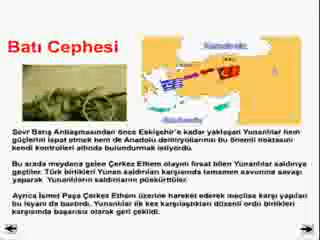 Batı Cephesi
Sevr Barış Antlaşmasından önce Eskişehir'e kadar yaklaşan Yunanlılar hem
güçlerini ispat etmek hem de Anadolu demiryollarının bu önemli noktasını
kendi kontrolleri altında bulundurmak istiyordu.
Bu sırada meydana gelen Çerkez Ethem olayını fırsat bilen Yunanlılar saldırıya
geçtiler. Türk birlikleri Yunan saldırıları karşısında tamamen savunma savaşı
yaparak Yunanlıların saldırılarını püskürttüler.
Ayrıca İsmet Paşa Çerkez Ethem üzerine hareket ederek meclise karşı yapılan
bu isyanı da bastırdı. Yunanlılar ilk kez karşılaştıkları düzenli ordu birlikleri
karşısında başarısız olarak geri çekildi.